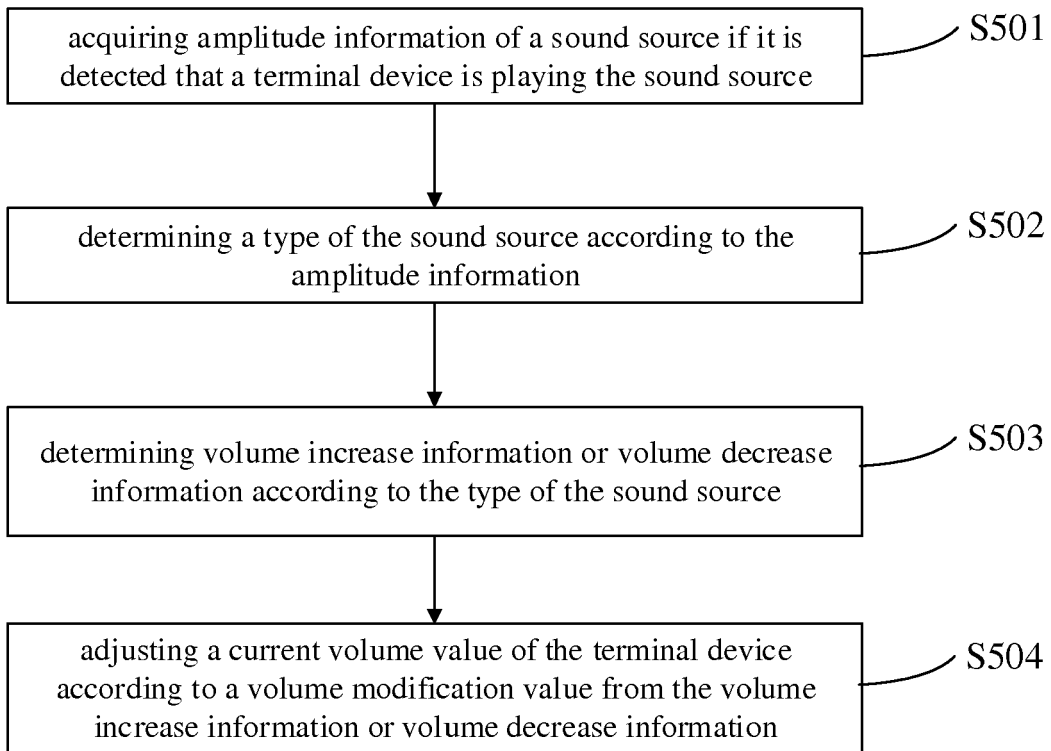 acquiring amplitude information of a sound source if it is
detected that a terminal device is playing the sound source
S501
determining a type of the sound source according to the
amplitude information
S502
determining volume increase information or volume decrease
information according to the type of the sound source
S503
adjusting a current volume value of the terminal device
according to a volume modification value from the volume
increase information or volume decrease information
S504